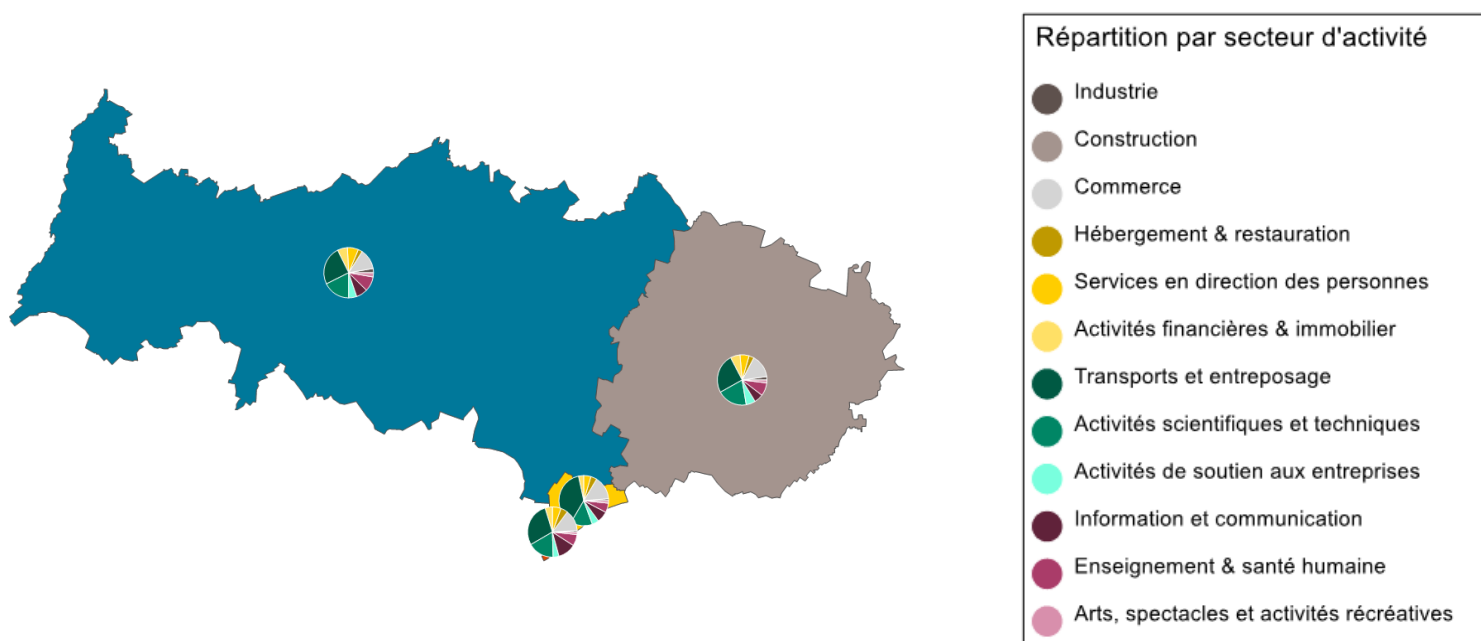 Répartition par secteur d'activité
Industrie
Construction
Commerce
Hébergement & restauration
Services en direction des personnes
Activités financières & immobilier
Transports et entreposage
Activités scientifiques et techniques
Activités de soutien aux entreprises
Information et communication
Enseignement & santé humaine
Arts, spectacles et activités récréatives